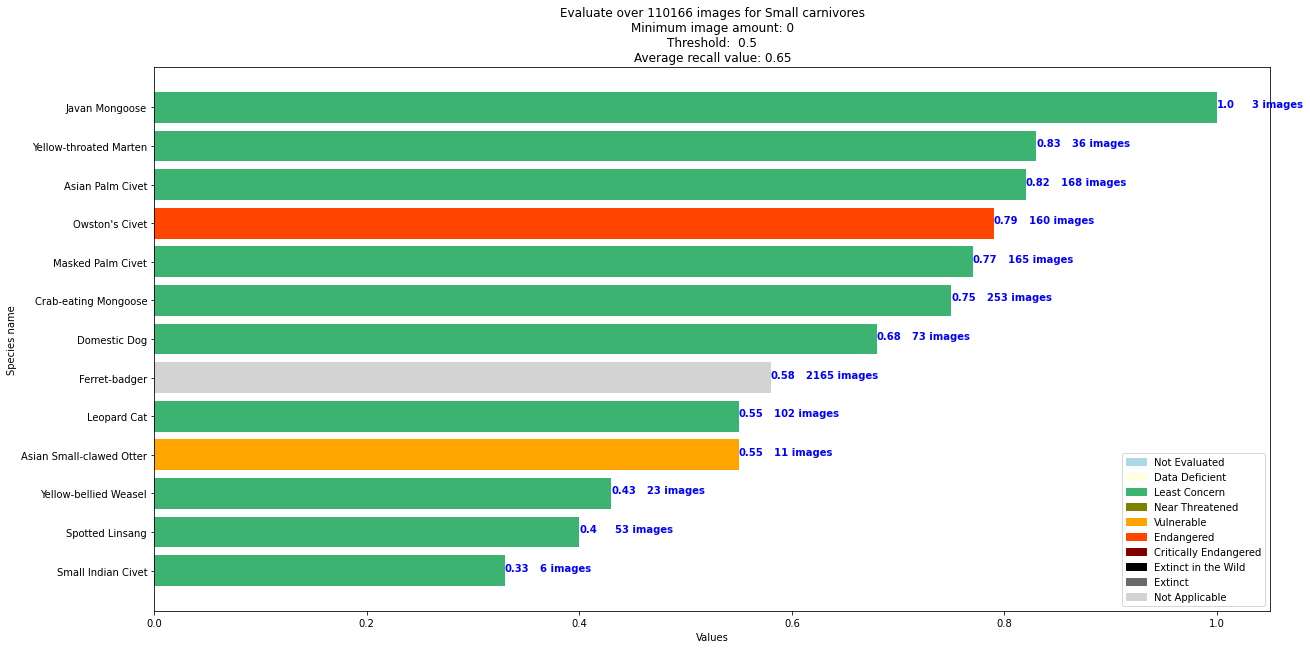 Evaluate over 110166 images for Small carnivores
Minimum image amount: 0
Threshold:  0.5
Average recall value: 0.65
Species name
Javan Mongoose 1.0 3 images
Yellow-throated Marten 0.83 36 images
Asian Palm Civet 0.82 168 images
Owston's Civet 0.79 160 images
Masked Palm Civet 0.77 165 images
Crab-eating Mongoose 0.75 253 images
Domestic Dog 0.68 73 images
Ferret-badger 0.58 2165 images
Leopard Cat 0.55 102 images
Asian Small-clawed Otter 0.55 11 images
Yellow-bellied Weasel 0.43 23 images
Spotted Linsang 0.4 53 images
Small Indian Civet 0.33 6 images
Not Evaluated
Data Deficient
Least Concern
Near Threatened
Vulnerable
Endangered
Critically Endangered
Extinct in the Wild
Extinct
Not Applicable
0.0 0.2 0.4 0.6 0.8 1.0
Values